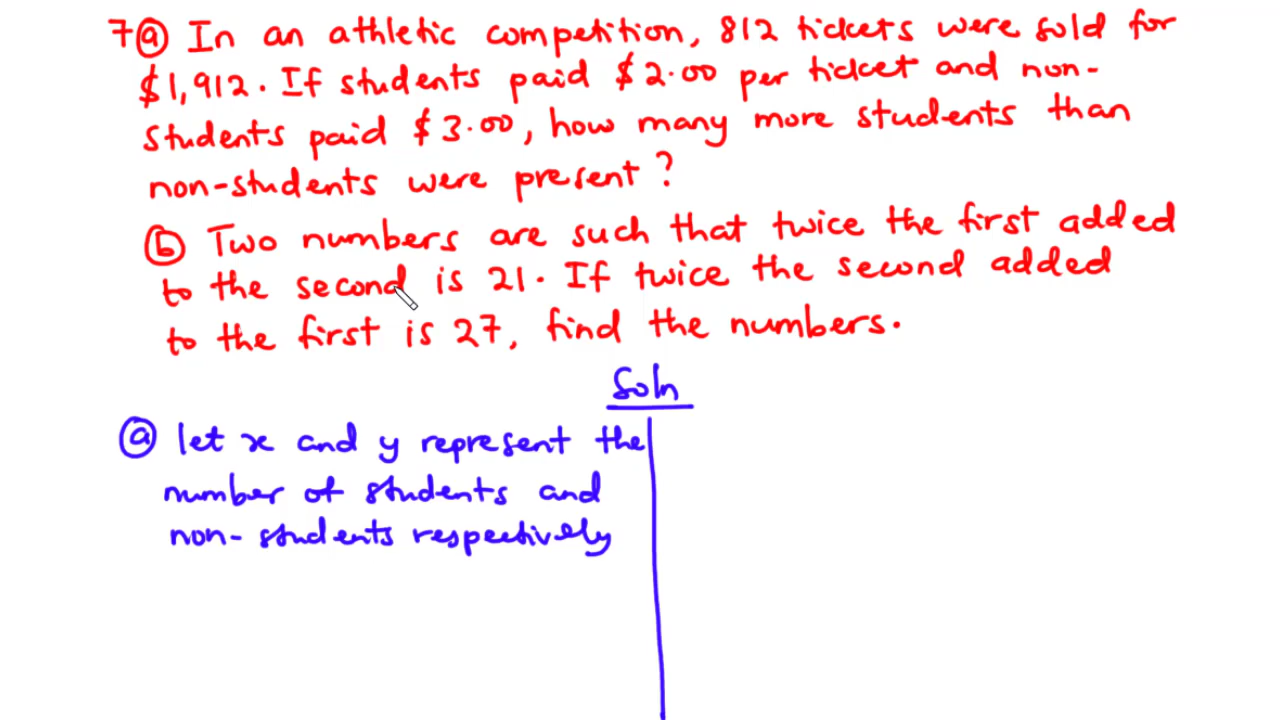 7 ⓐ In an athletic competition, 812 tickets were sold for
$1,912. If students paid $2.00 per ticket and non-
students paid $3.00, how many more students than
non-students were present?
ⓑ Two numbers are such that twice the first added
to the second is 21. If twice the second added
to the first is 27, find the numbers.
Soln
ⓐ let x and y represent the
number of students and
non-students respectively